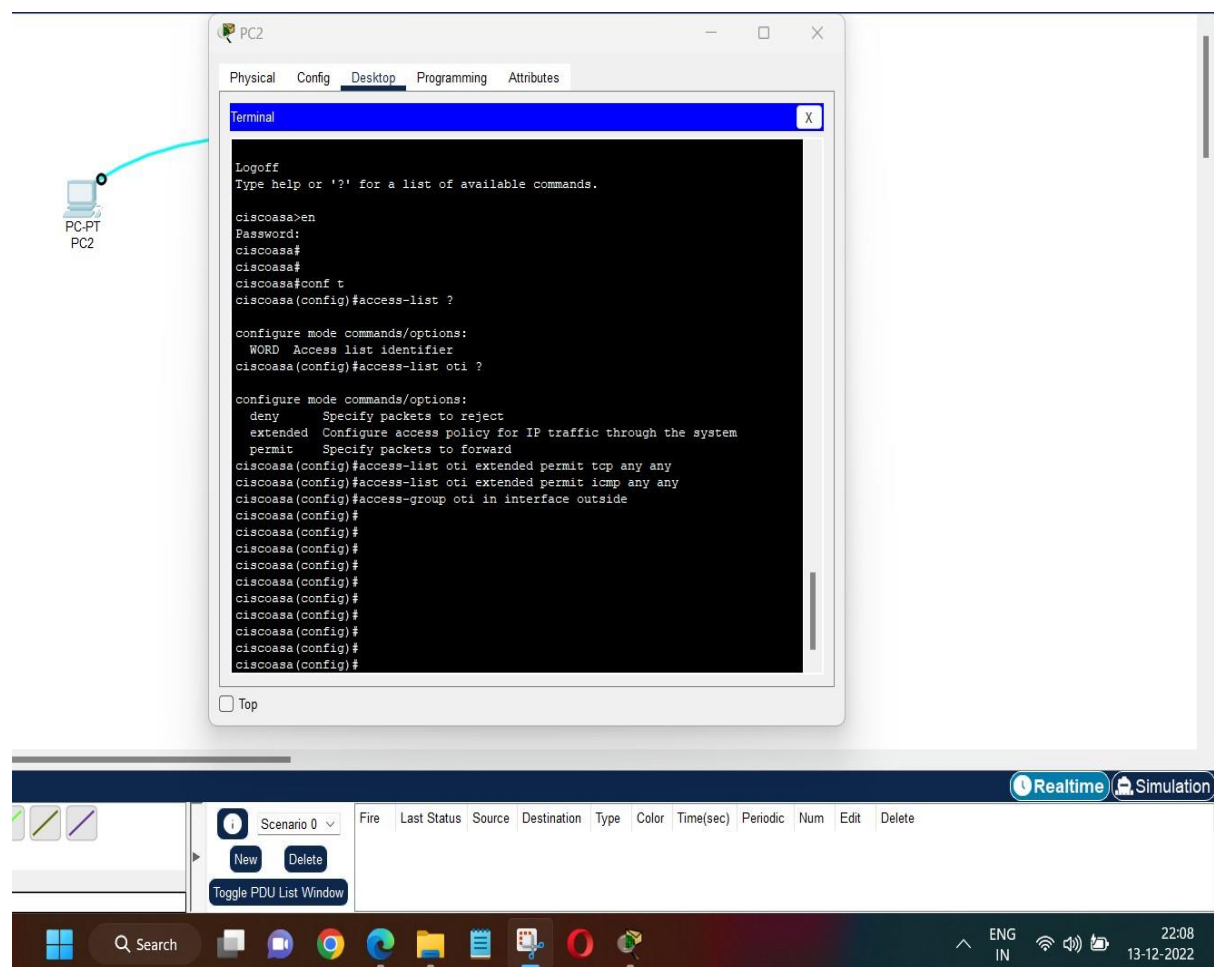 PC2
Physical Config Desktop Programming Attributes
Terminal X
Logoff
Type help or '?' for a list of available commands.
ciscoasa>en
Password:
ciscoasa#
ciscoasa#
ciscoasa#conf t
ciscoasa(config)#access-list ?
configure mode commands/options:
WORD Access list identifier
ciscoasa(config)#access-list oti ?
configure mode commands/options:
deny Specify packets to reject
extended Configure access policy for IP traffic through the system
permit Specify packets to forward
ciscoasa(config)#access-list oti extended permit tcp any any
ciscoasa(config)#access-list oti extended permit icmp any any
ciscoasa(config)#access-group oti in interface outside
ciscoasa(config)#
ciscoasa(config)#
ciscoasa(config)#
ciscoasa(config)#
ciscoasa(config)#
ciscoasa(config)#
ciscoasa(config)#
ciscoasa(config)#
ciscoasa(config)#
ciscoasa(config)#
Top
PC-PT
PC2
Realtime Simulation
Scenario 0
New Delete
Toggle PDU List Window
Fire Last Status Source Destination Type Color Time(sec) Periodic Num Edit Delete
Search
ENG
IN
22:08
13-12-2022